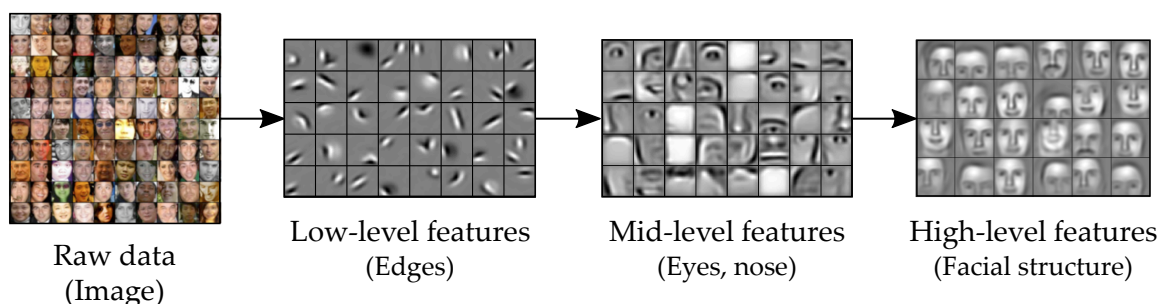 Raw data
(Image)
Low-level features
(Edges)
Mid-level features
(Eyes, nose)
High-level features
(Facial structure)